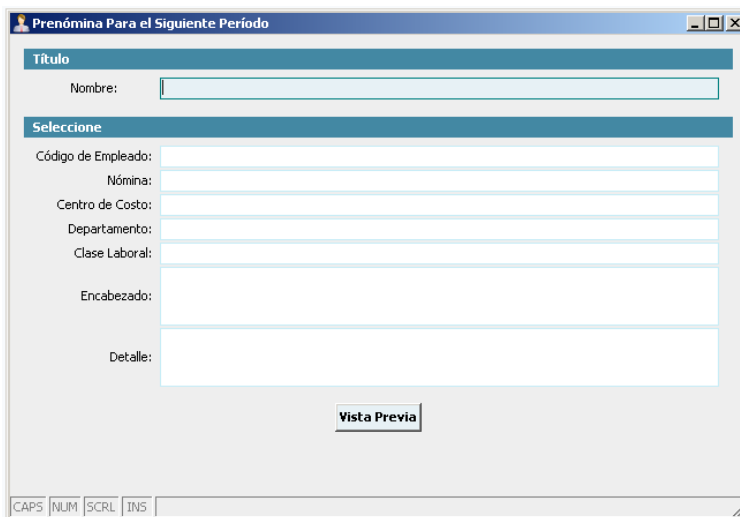 Prenómina Para el Siguiente Período
Título
Nombre:
Seleccione
Código de Empleado:
Nómina:
Centro de Costo:
Departamento:
Clase Laboral:
Encabezado:
Detalle:
Vista Previa
CAPS NUM SCRL INS